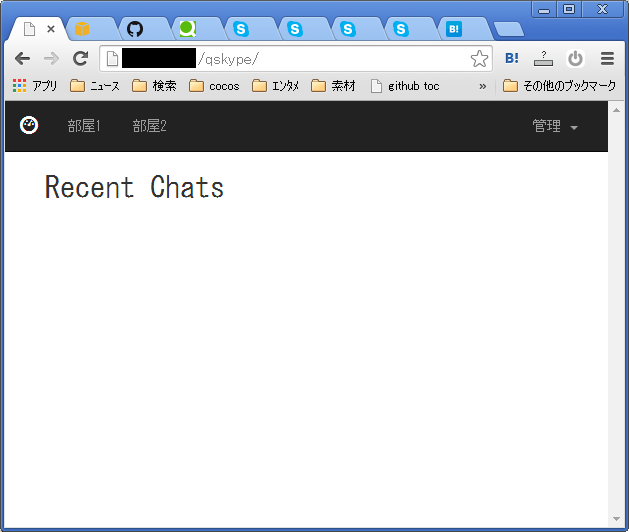 B!
/qskype/
B!
?
アプリ ニュース 検索 cocos エンタメ 素材 github toc » その他のブックマーク
部屋1 部屋2 管理
Recent Chats